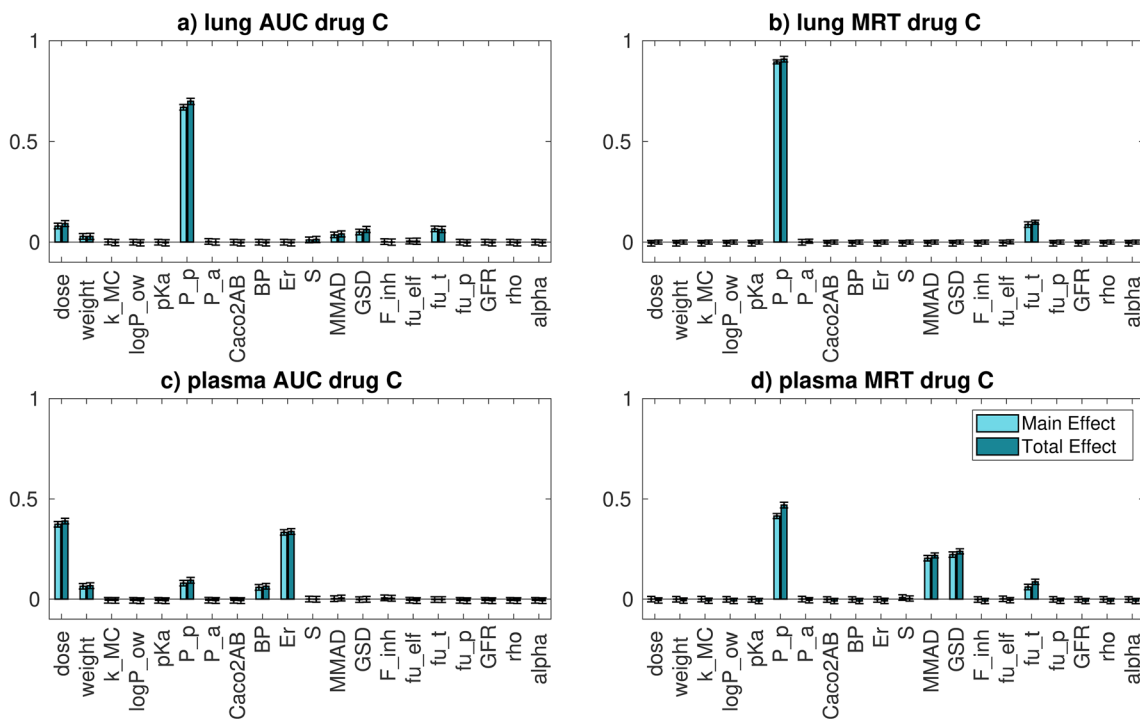 a) lung AUC drug C
1
0.5
0
dose
weight
k_MC
logP_ow
pKa
P_p
P_a
Caco2AB
BP
Er
S
MMAD
GSD
F_inh
fu_elf
fu_t
fu_p
GFR
rho
alpha
b) lung MRT drug C
1
0.5
0
dose
weight
k_MC
logP_ow
pKa
P_p
P_a
Caco2AB
BP
Er
S
MMAD
GSD
F_inh
fu_elf
fu_t
fu_p
GFR
rho
alpha
c) plasma AUC drug C
1
0.5
0
dose
weight
k_MC
logP_ow
pKa
P_p
P_a
Caco2AB
BP
Er
S
MMAD
GSD
F_inh
fu_elf
fu_t
fu_p
GFR
rho
alpha
d) plasma MRT drug C
1
0.5
0
Main Effect
Total Effect
dose
weight
k_MC
logP_ow
pKa
P_p
P_a
Caco2AB
BP
Er
S
MMAD
GSD
F_inh
fu_elf
fu_t
fu_p
GFR
rho
alpha